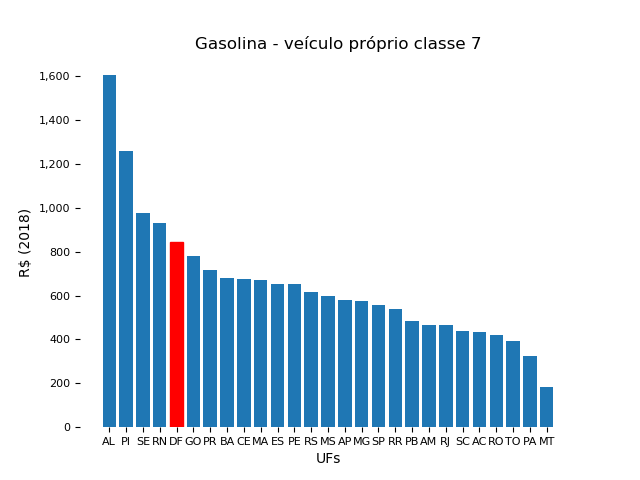 Gasolina - veículo próprio classe 7
1,600
1,400
1,200
1,000
800
600
400
200
0
R$ (2018)
AL PI SE RN DF GO PR BA CE MA ES PE RS MS AP MG SP RR PB AM RJ SC AC RO TO PA MT
UFs